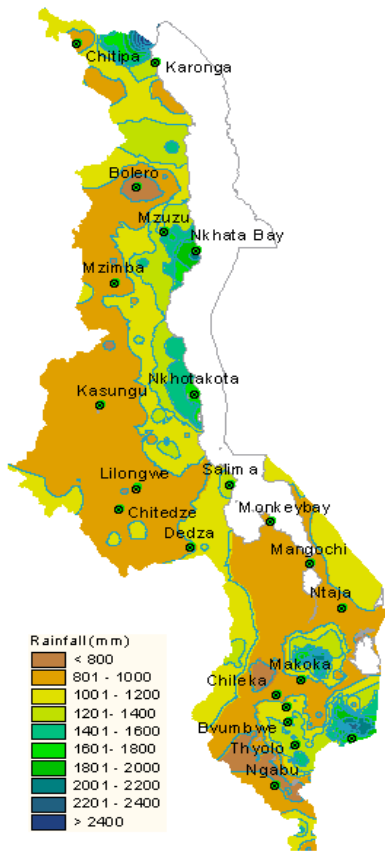 Chitipa
Karonga
Bolero
Mzuzu
Nkhata Bay
Mzimba
Nkhotakota
Kasungu
Salima
Lilongwe
Monkeybay
Chitedze
Dedza
Mangochi
Ntaja
Makoka
Chileka
Bvumbwe
Thyolo
Ngabu
Rainfall(mm)
< 800
801 - 1000
1001 - 1200
1201- 1400
1401 - 1600
1601- 1800
1801 - 2000
2001 - 2200
2201 - 2400
> 2400